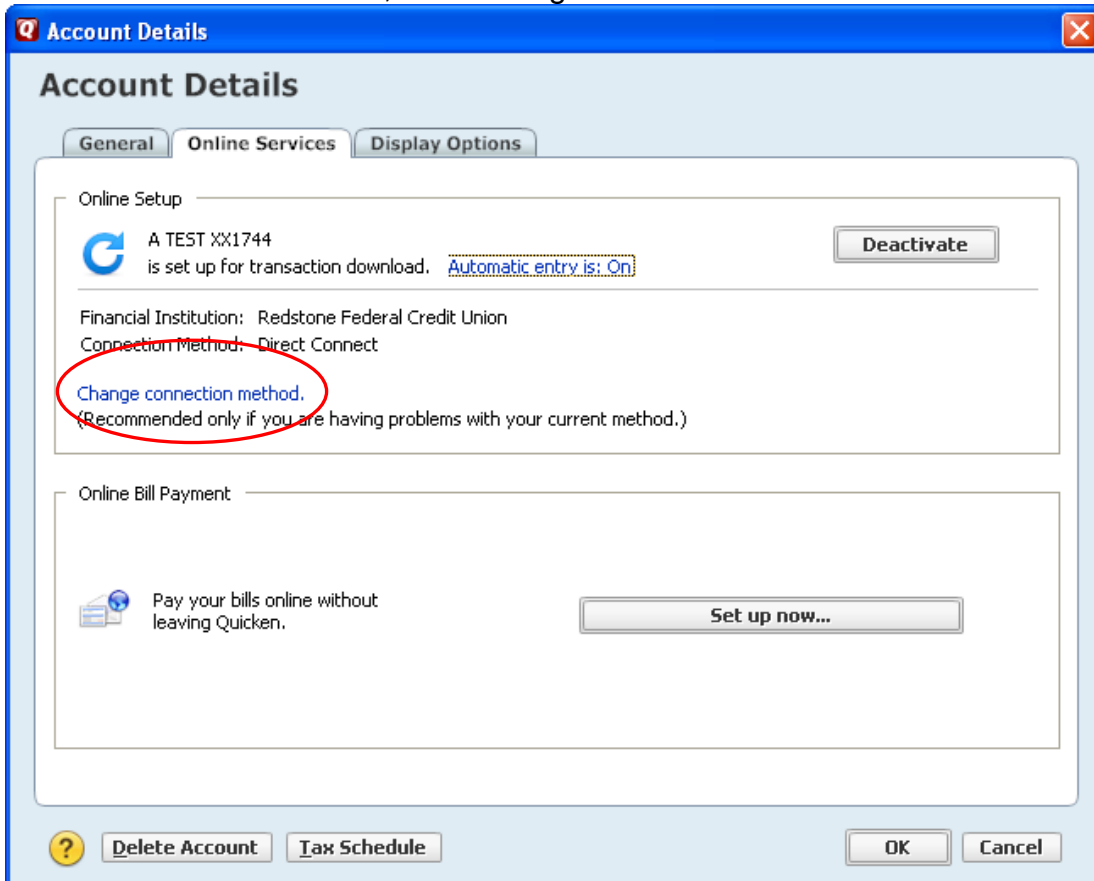 Account Details
Account Details
General Online Services Display Options
Online Setup
A TEST XX1744
is set up for transaction download. Automatic entry is: On
Deactivate
Financial Institution: Redstone Federal Credit Union
Connection Method: Direct Connect
Change connection method.
(Recommended only if you are having problems with your current method.)
Online Bill Payment
Pay your bills online without
leaving Quicken.
Set up now...
? Delete Account Tax Schedule OK Cancel